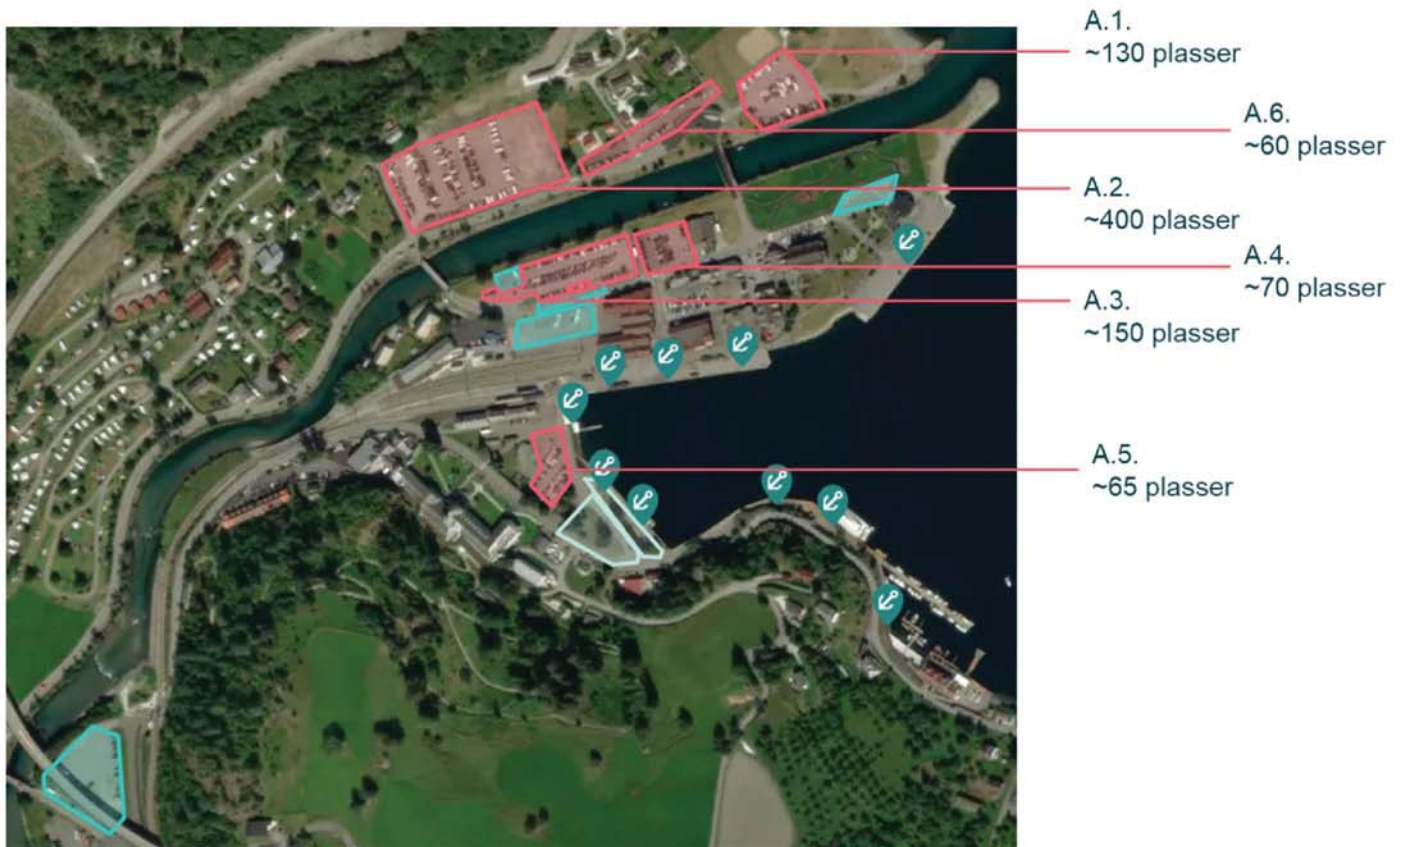 A.1.
~130 plasser
A.6.
~60 plasser
A.2.
~400 plasser
A.4.
~70 plasser
A.3.
~150 plasser
A.5.
~65 plasser